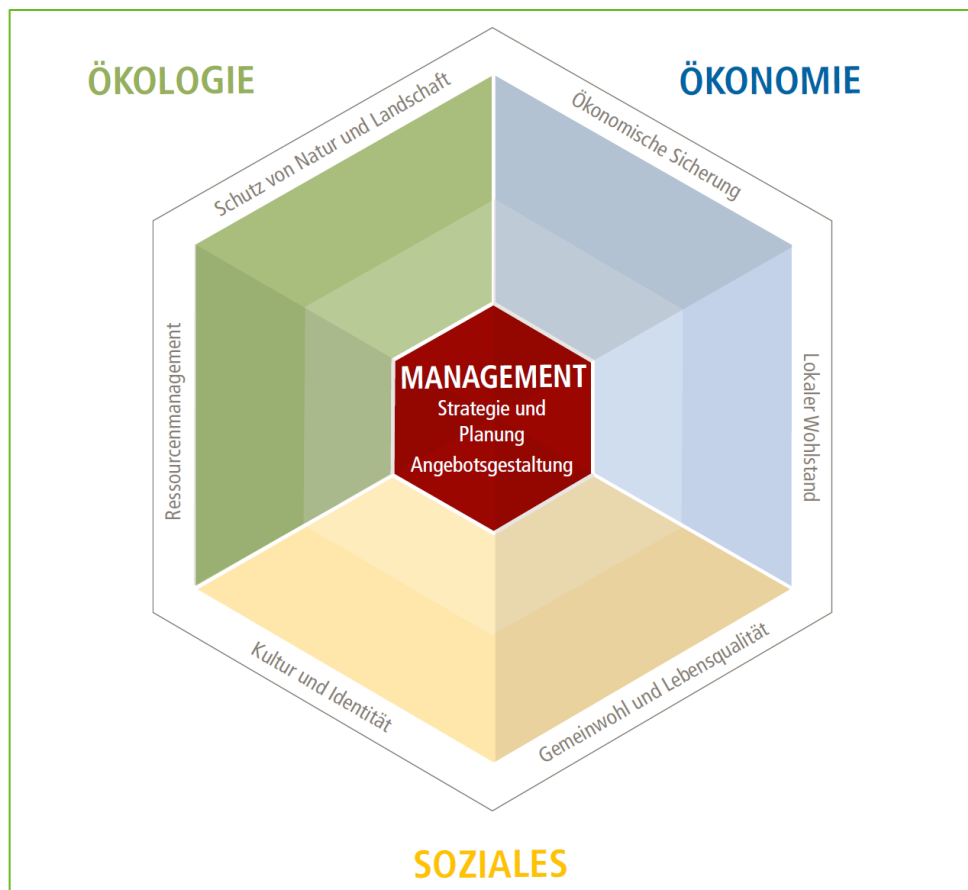 ÖKOLOGIE
ÖKONOMIE
Schutz von Natur und Landschaft
Ökonomische Sicherung
Ressourcenmanagement
MANAGEMENT
Strategie und
Planung
Angebotsgestaltung
Lokaler Wohlstand
Kultur und Identität
Gemeinwohl und Lebensqualität
SOZIALES